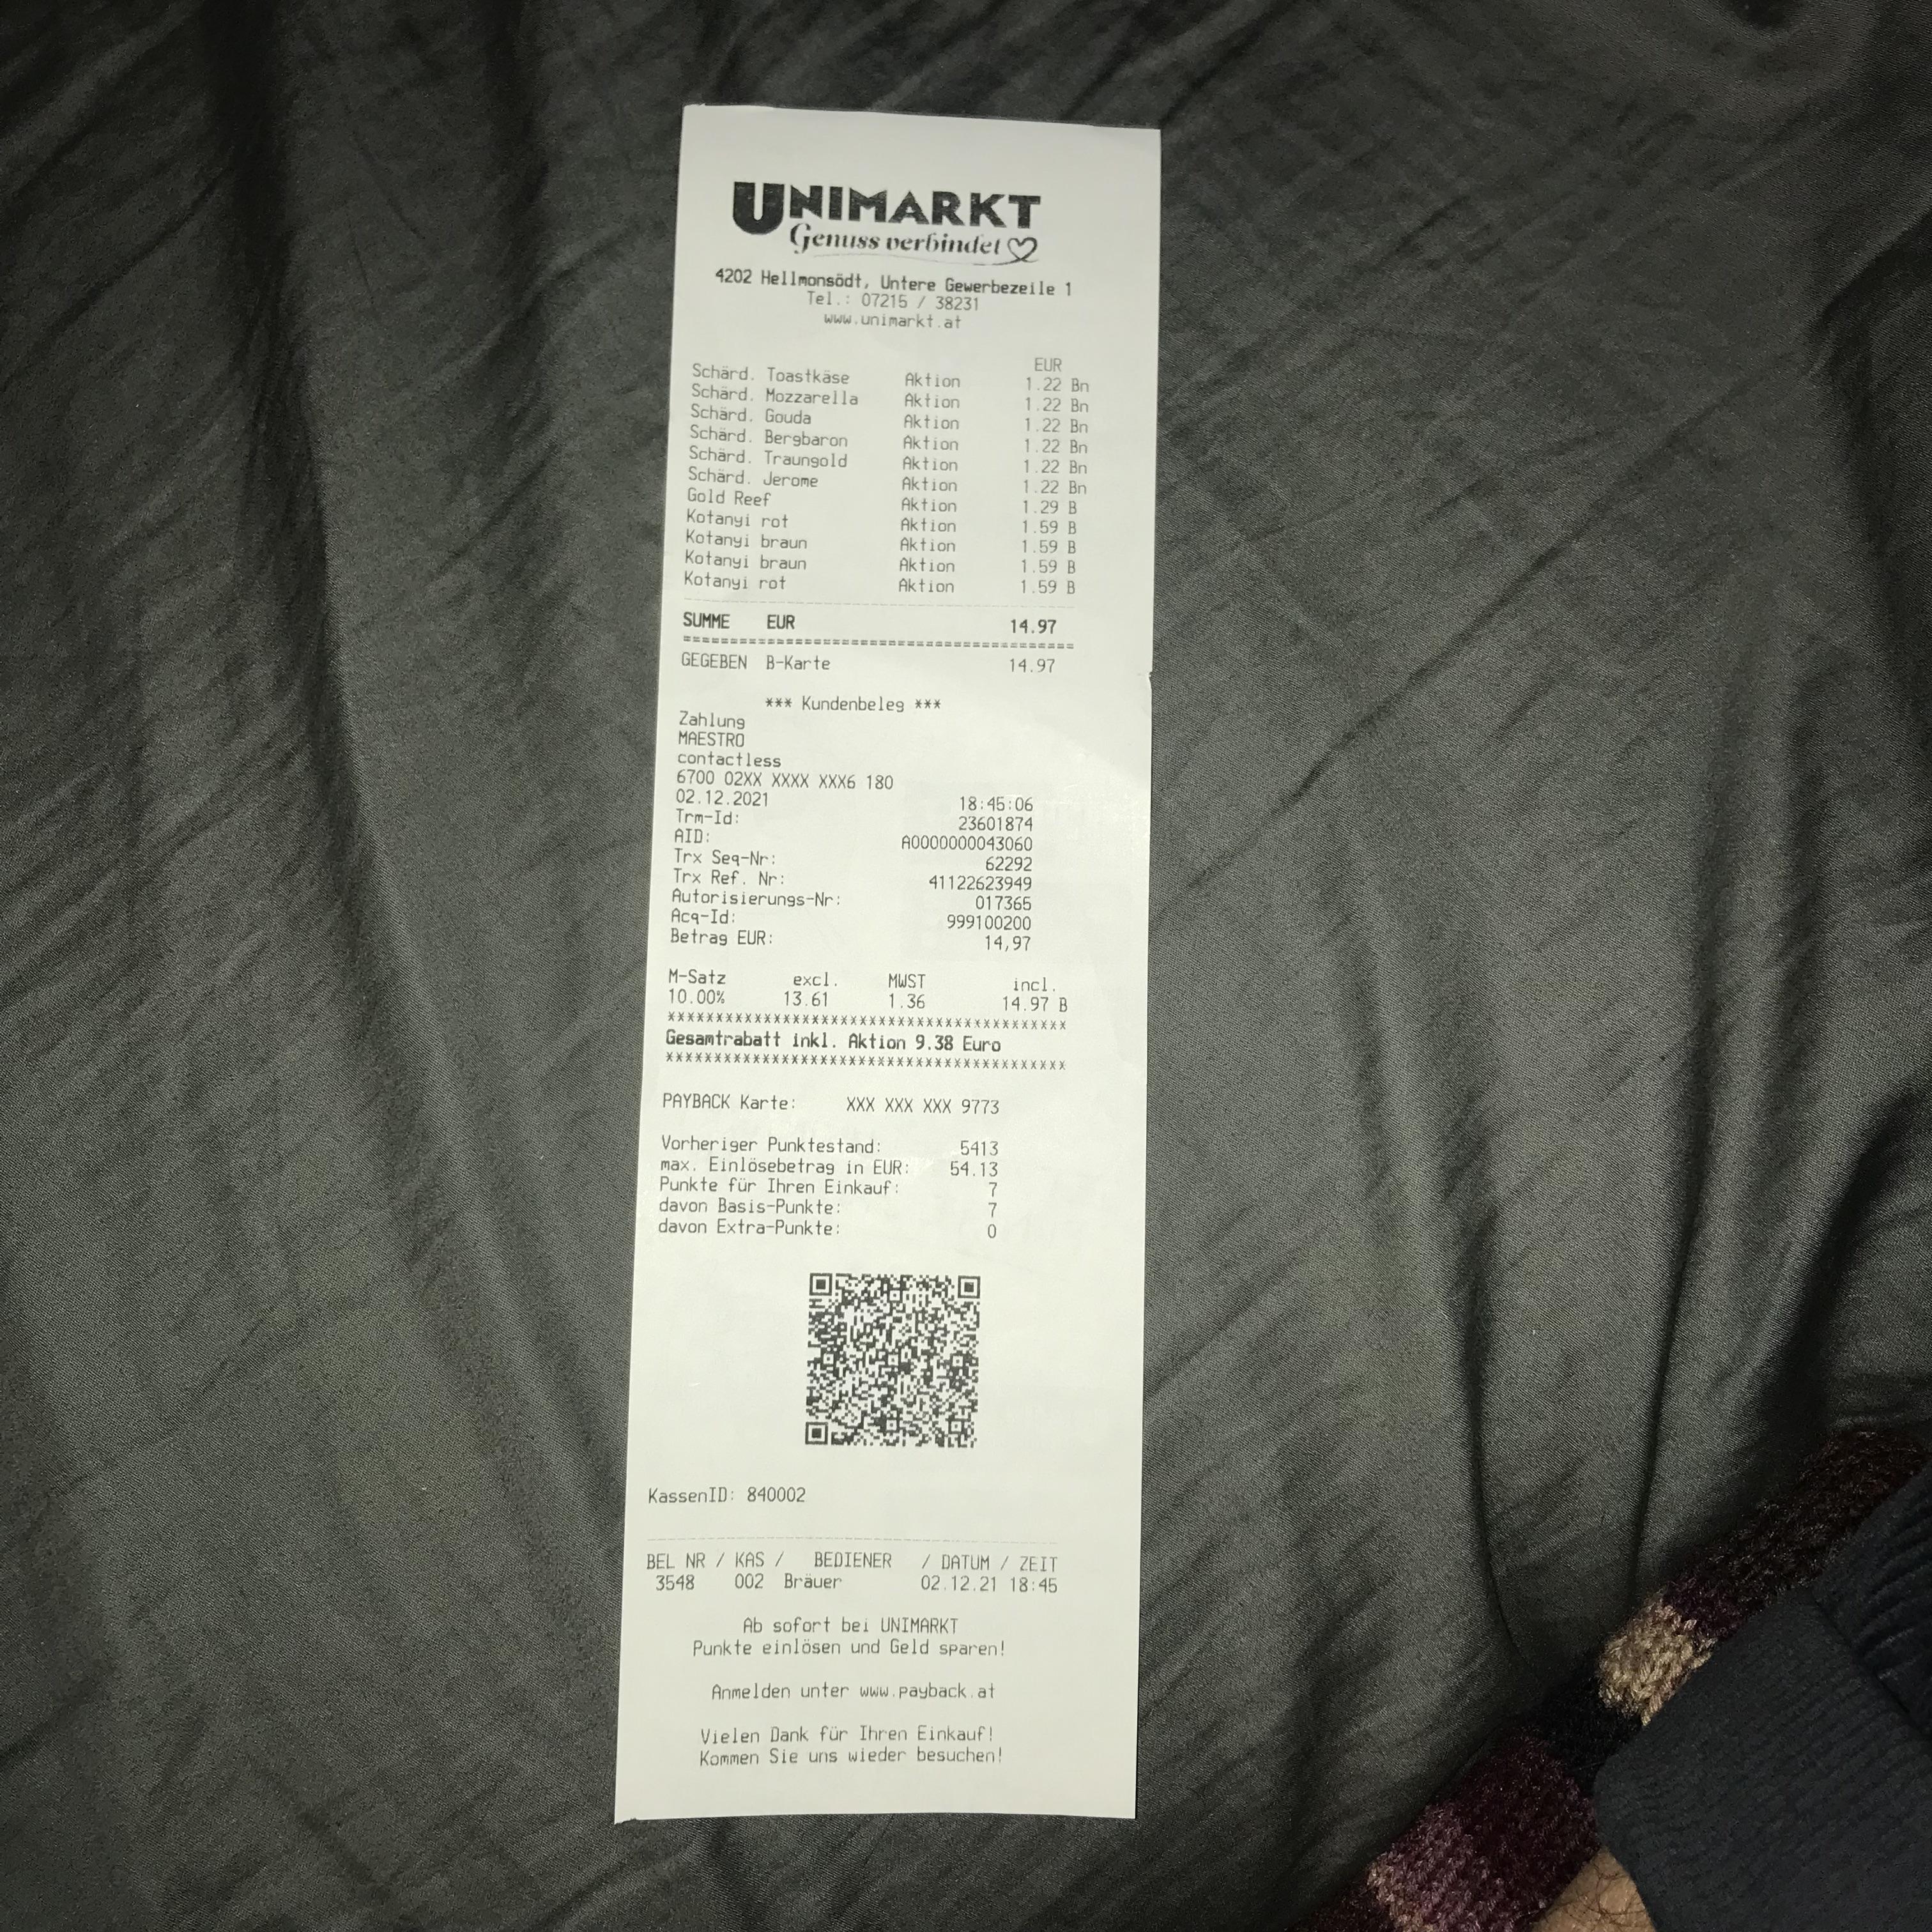 UNIMARKT
Genuss verbindet
4202 Hellmonsödt, Untere Gewerbezeile 1
Tel.: 07215 / 38231
www.unimarkt.at
EUR
Schärd. Toastkäse Aktion 1.22 Bn
Schärd. Mozzarella Aktion 1.22 Bn
Schärd. Gouda Aktion 1.22 Bn
Schärd. Bergbaron Aktion 1.22 Bn
Schärd. Traungold Aktion 1.22 Bn
Schärd. Jerome Aktion 1.22 Bn
Gold Reef Aktion 1.29 B
Kotanyi rot Aktion 1.59 B
Kotanyi braun Aktion 1.59 B
Kotanyi braun Aktion 1.59 B
Kotanyi rot Aktion 1.59 B
SUMME EUR 14.97
========================================
GEGEBEN B-Karte 14.97
*** Kundenbeleg ***
Zahlung
MAESTRO
contactless
6700 02XX XXXX XXX6 180
02.12.2021 18:45:06
Trm-Id: 23601874
AID: A0000000043060
Trx Seq-Nr: 62292
Trx Ref. Nr: 41122623949
Autorisierungs-Nr: 017365
Acq-Id: 999100200
Betrag EUR: 14,97
M-Satz excl. MWST incl.
10.00% 13.61 1.36 14.97 B
****************************************
Gesamtrabatt inkl. Aktion 9.38 Euro
****************************************
PAYBACK Karte: XXX XXX XXX 9773
Vorheriger Punktestand: 5413
max. Einlösebetrag in EUR: 54.13
Punkte für Ihren Einkauf: 7
davon Basis-Punkte: 7
davon Extra-Punkte: 0
KassenID: 840002
BEL NR / KAS / BEDIENER / DATUM / ZEIT
3548 002 Bräuer 02.12.21 18:45
Ab sofort bei UNIMARKT
Punkte einlösen und Geld sparen!
Anmelden unter www.payback.at
Vielen Dank für Ihren Einkauf!
Kommen Sie uns wieder besuchen!